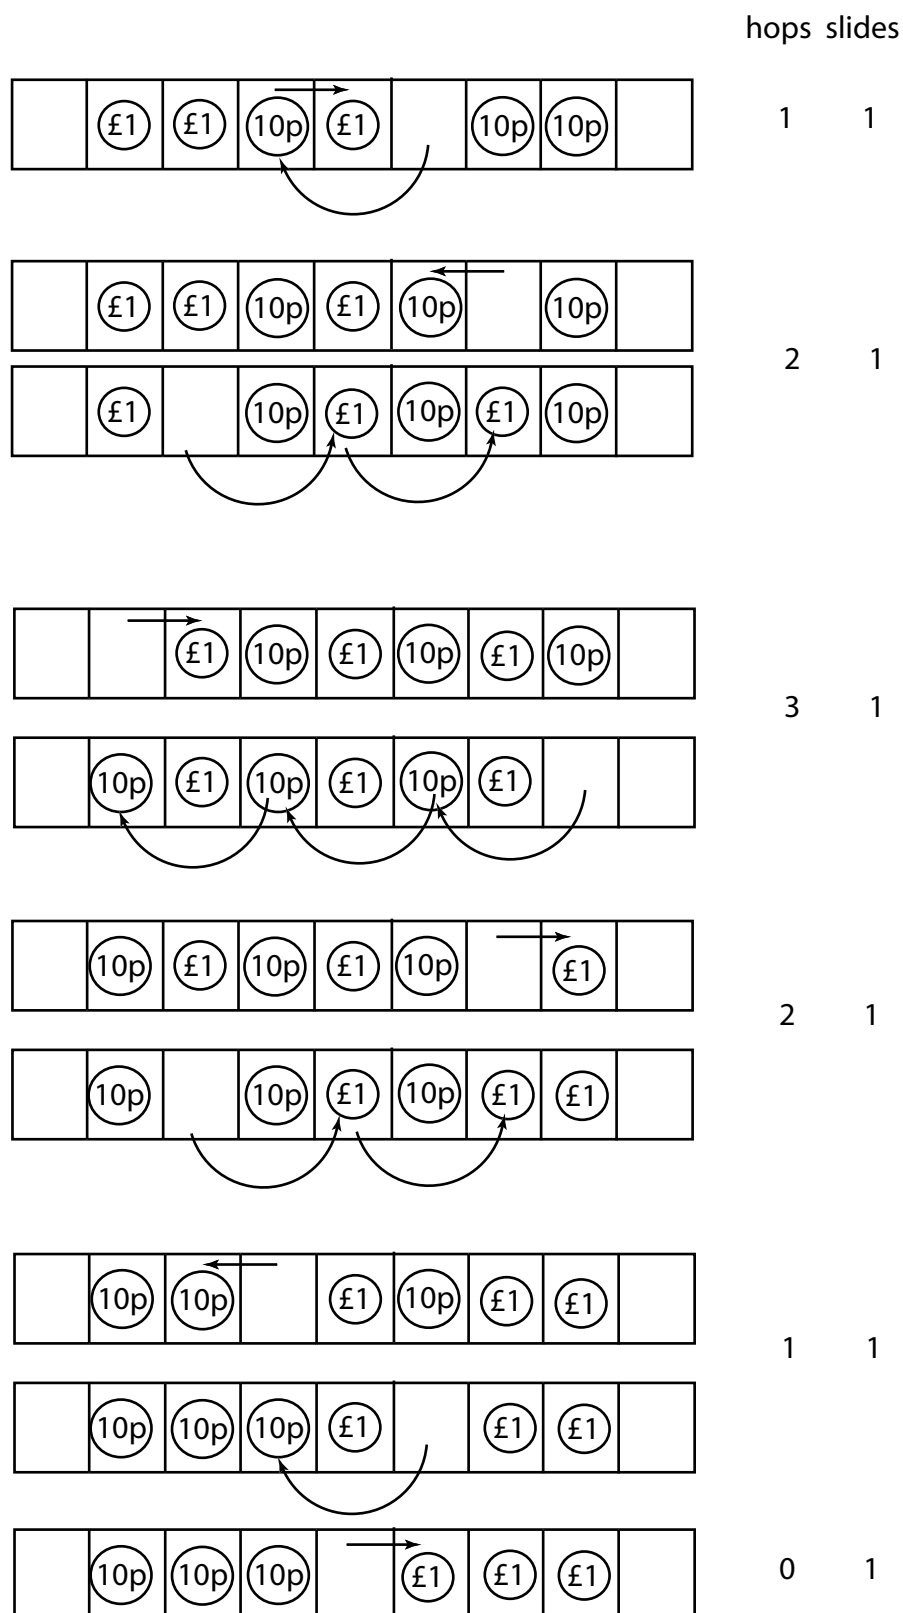 hops slides
£1 £1 10p £1 10p 10p
1 1
£1 £1 10p £1 10p 10p
2 1
£1 10p £1 10p £1 10p
£1 10p £1 10p £1 10p
3 1
10p £1 10p £1 10p £1
10p £1 10p £1 10p £1
2 1
10p 10p £1 10p £1 £1
10p 10p £1 10p £1 £1
1 1
10p 10p 10p £1 £1 £1
10p 10p 10p £1 £1 £1
0 1